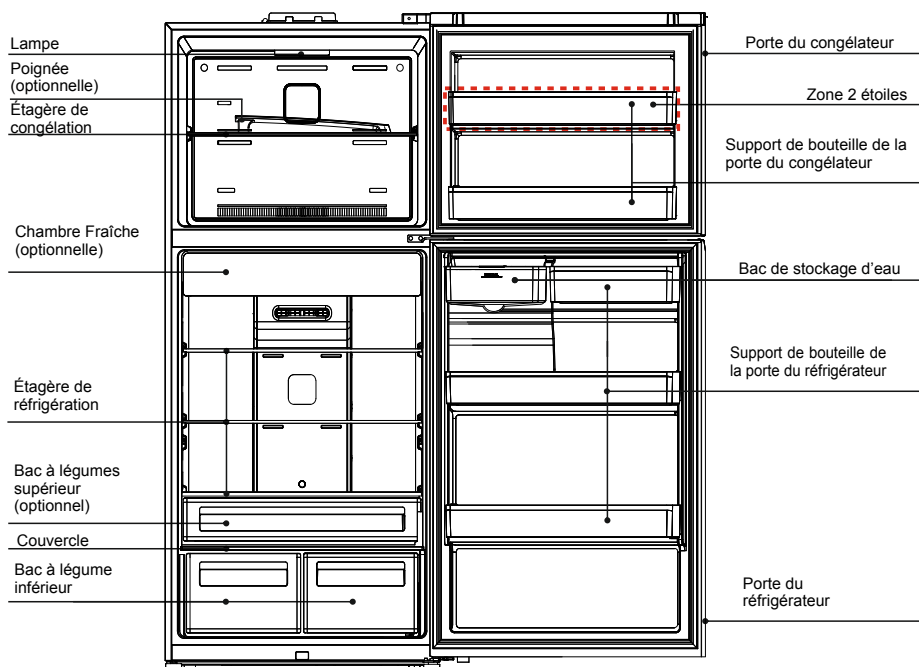 Lampe
Poignée
(optionnelle)
Étagère de
congélation
Chambre Fraîche
(optionnelle)
Étagère de
réfrigération
Bac à légumes
supérieur
(optionnel)
Couvercle
Bac à légume
inférieur
Porte du congélateur
Zone 2 étoiles
Support de bouteille de la
porte du congélateur
Bac de stockage d’eau
Support de bouteille de
la porte du réfrigérateur
Porte du
réfrigérateur